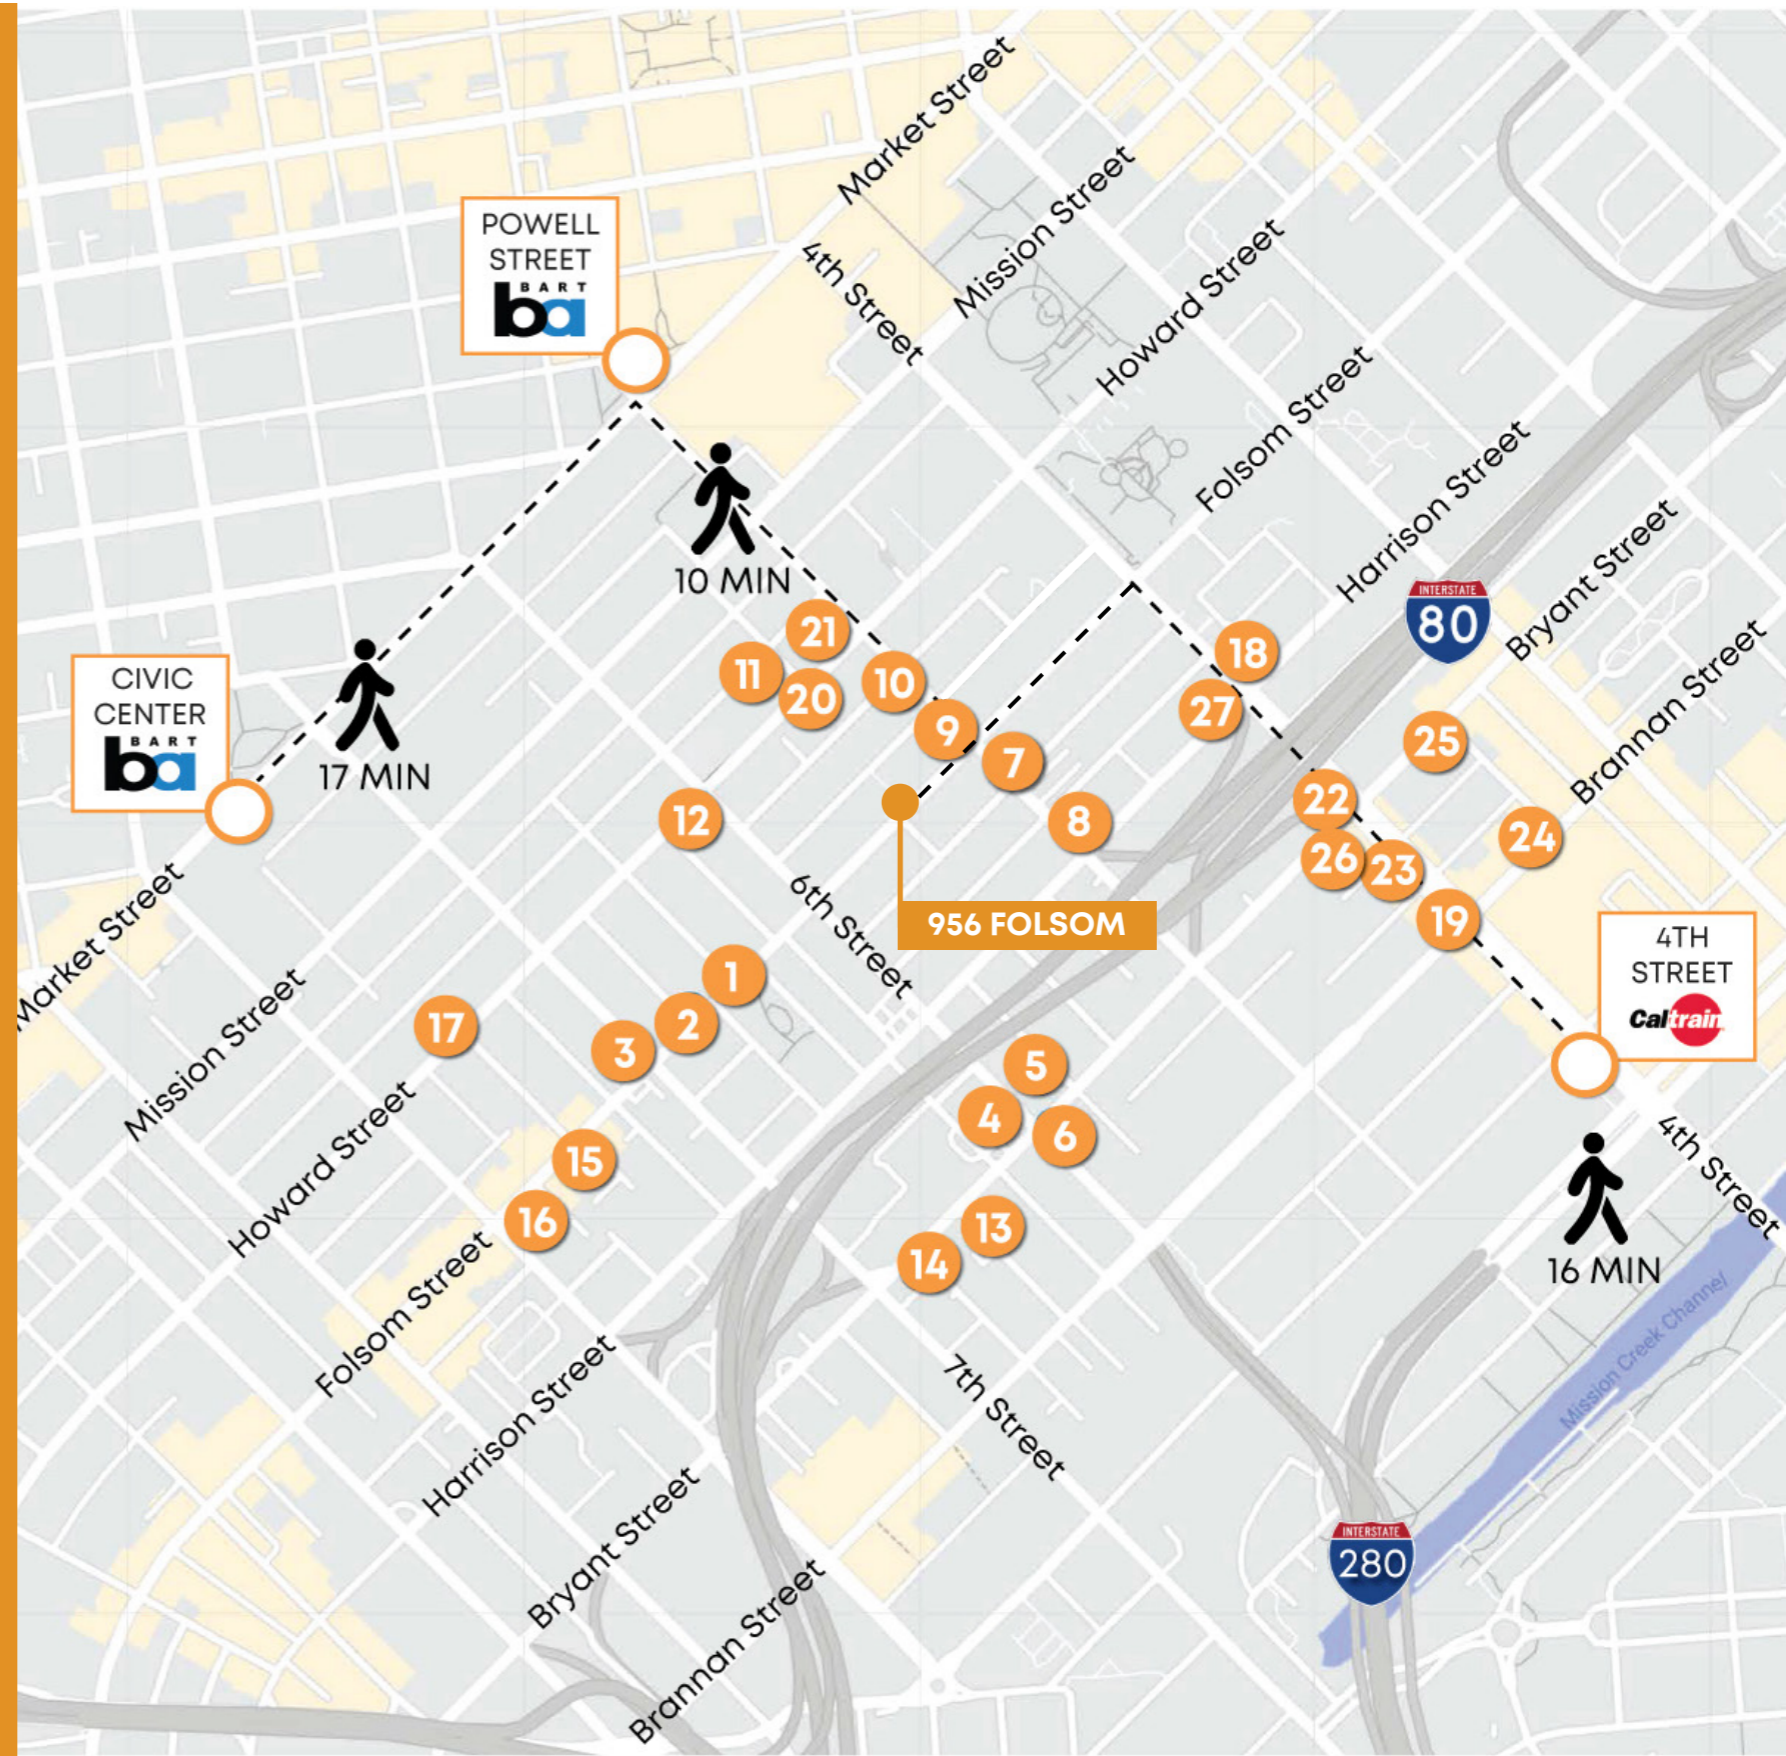 Market Street
Mission Street
POWELL
STREET
BART
ba
4th Street
Howard Street
Folsom Street
Harrison Street
10 MIN
INTERSTATE
80
Bryant Street
Brannan Street
CIVIC
CENTER
BART
ba
17 MIN
21
11
20
10
9
7
8
12
18
27
25
22
26
23
24
19
956 FOLSOM
6th Street
4TH
STREET
Caltrain
Market Street
Mission Street
Howard Street
17
1
2
3
5
4
6
15
16
13
14
4th Street
16 MIN
Mission Creek Channel
Folsom Street
Harrison Street
7th Street
Bryant Street
Brannan Street
INTERSTATE
280